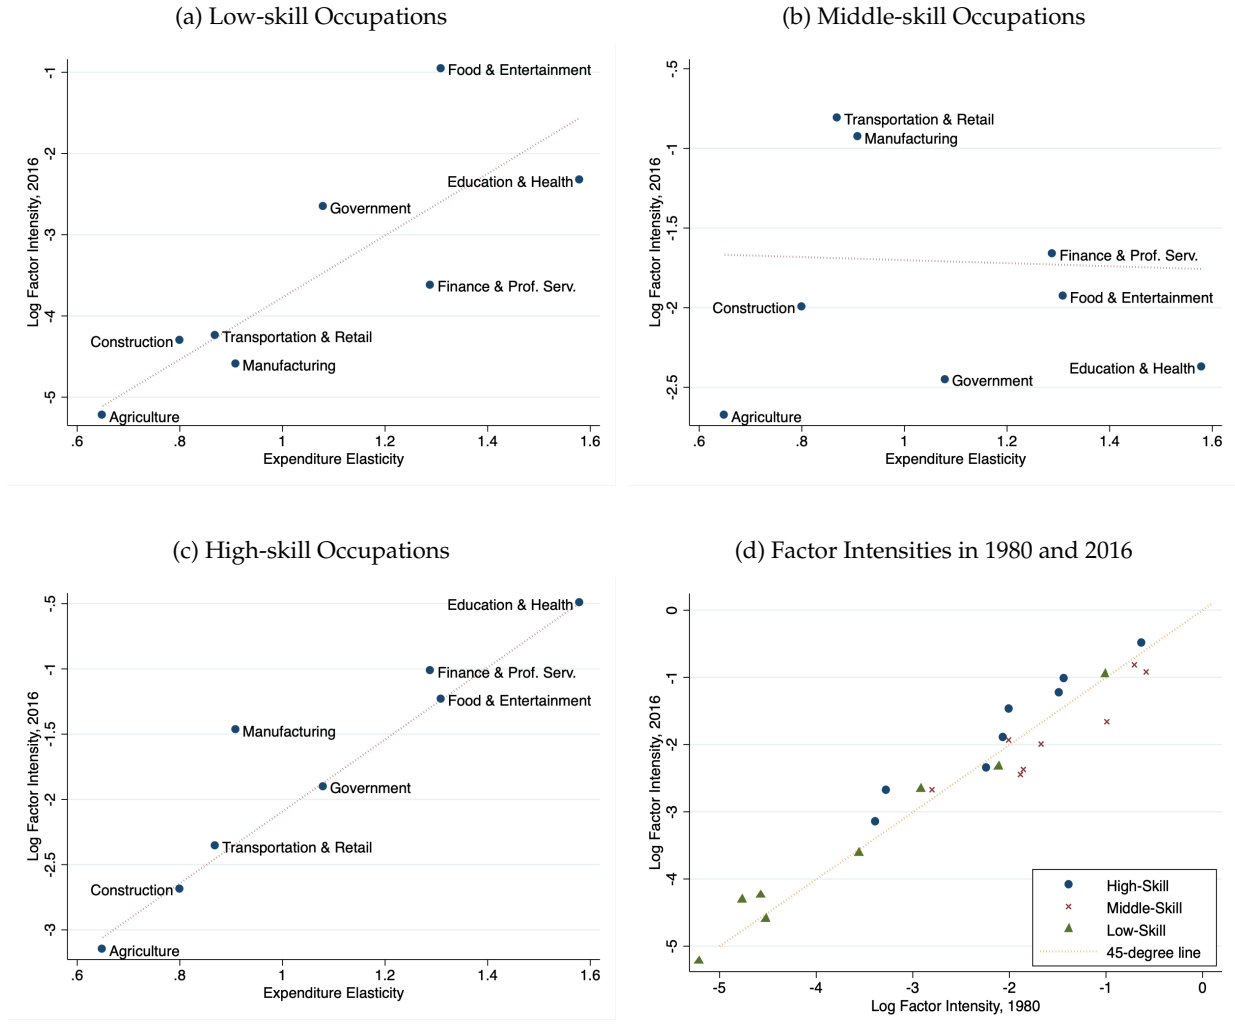 (a) Low-skill Occupations
Log Factor Intensity, 2016
-1
-2
-3
-4
-5
Food & Entertainment
Education & Health
Government
Finance & Prof. Serv.
Transportation & Retail
Construction
Manufacturing
Agriculture
.6 .8 1 1.2 1.4 1.6
Expenditure Elasticity
(b) Middle-skill Occupations
Log Factor Intensity, 2016
-.5
-1
-1.5
-2
-2.5
Transportation & Retail
Manufacturing
Finance & Prof. Serv.
Food & Entertainment
Construction
Education & Health
Government
Agriculture
.6 .8 1 1.2 1.4 1.6
Expenditure Elasticity
(c) High-skill Occupations
Log Factor Intensity, 2016
-.5
-1
-1.5
-2
-2.5
-3
Education & Health
Finance & Prof. Serv.
Food & Entertainment
Manufacturing
Government
Transportation & Retail
Construction
Agriculture
.6 .8 1 1.2 1.4 1.6
Expenditure Elasticity
(d) Factor Intensities in 1980 and 2016
Log Factor Intensity, 2016
0
-1
-2
-3
-4
-5
High-Skill
Middle-Skill
Low-Skill
45-degree line
-5 -4 -3 -2 -1 0
Log Factor Intensity, 1980